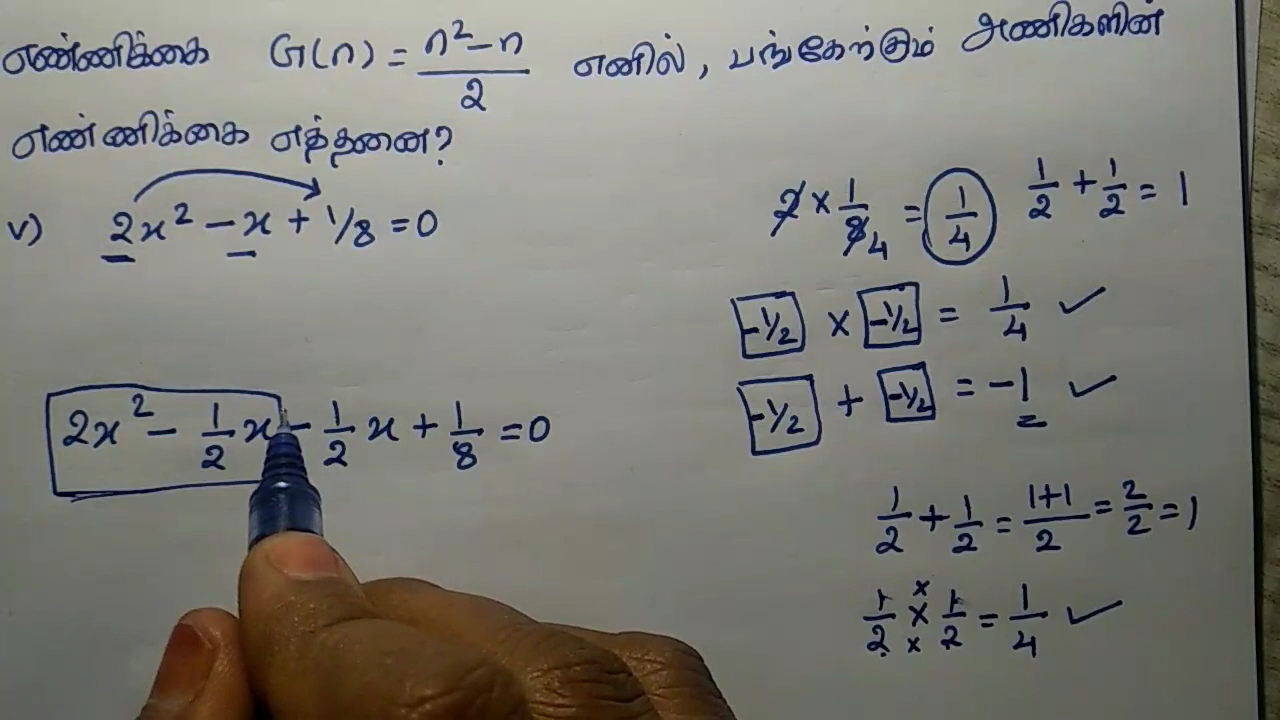 எண்ணிக்கை G(n) = n²-n/2 எனில், பங்கேற்கும் அணிகளின்
எண்ணிக்கை எத்தனை?
v) 2x² - x + 1/8 = 0
2x² - 1/2 x - 1/2 x + 1/8 = 0
2 × 1/8 4 = 1/4 1/2 + 1/2 = 1
-1/2 × -1/2 = 1/4 ✓
-1/2 + -1/2 = -1 ✓
1/2 + 1/2 = 1+1/2 = 2/2 = 1
1/2 × × × 1/2 = 1/4 ✓